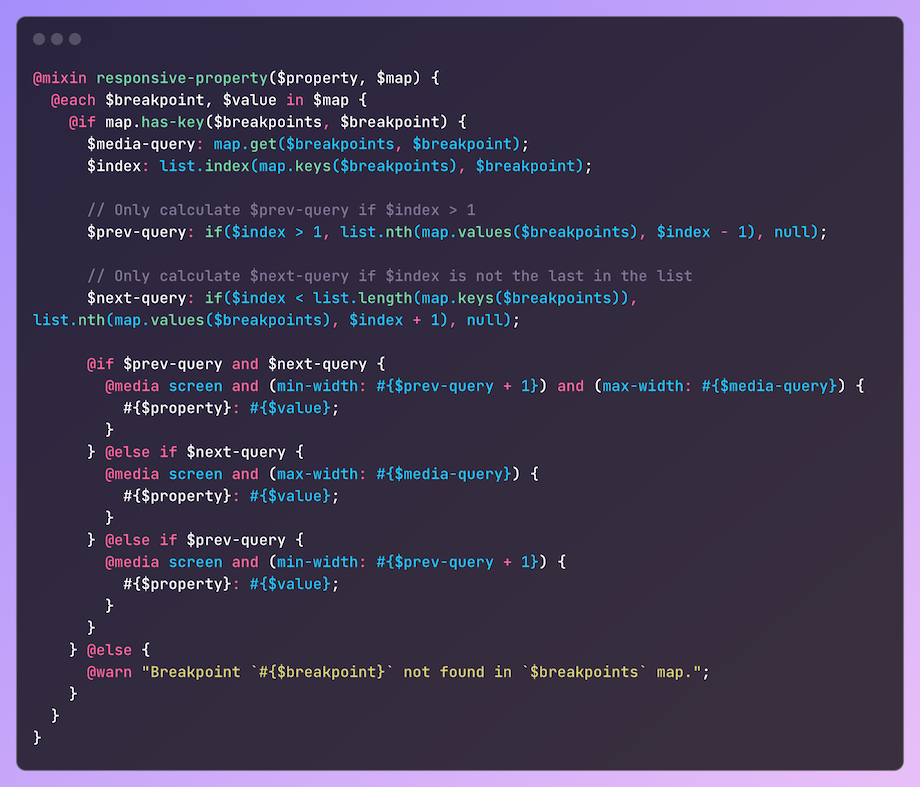 @mixin responsive-property($property, $map) {
  @each $breakpoint, $value in $map {
    @if map.has-key($breakpoints, $breakpoint) {
      $media-query: map.get($breakpoints, $breakpoint);
      $index: list.index(map.keys($breakpoints), $breakpoint);

      // Only calculate $prev-query if $index > 1
      $prev-query: if($index > 1, list.nth(map.values($breakpoints), $index - 1), null);

      // Only calculate $next-query if $index is not the last in the list
      $next-query: if($index < list.length(map.keys($breakpoints)),
list.nth(map.values($breakpoints), $index + 1), null);

      @if $prev-query and $next-query {
        @media screen and (min-width: #{$prev-query + 1}) and (max-width: #{$media-query}) {
          #{$property}: #{$value};
        }
      } @else if $next-query {
        @media screen and (max-width: #{$media-query}) {
          #{$property}: #{$value};
        }
      } @else if $prev-query {
        @media screen and (min-width: #{$prev-query + 1}) {
          #{$property}: #{$value};
        }
      }
    } @else {
      @warn "Breakpoint `#{$breakpoint}` not found in `$breakpoints` map.";
    }
  }
}